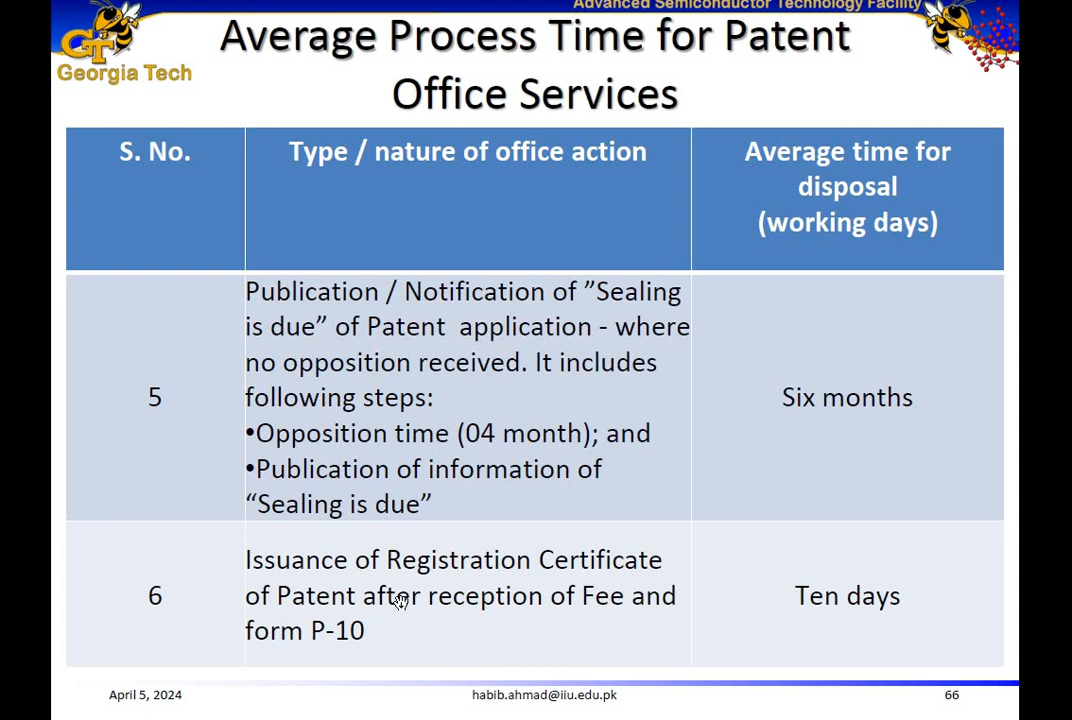 Advanced Semiconductor Technology Facility
GT
Georgia Tech
Average Process Time for Patent
Office Services
S. No.
Type / nature of office action
Average time for
disposal
(working days)
5
Publication / Notification of ”Sealing
is due” of Patent application - where
no opposition received. It includes
following steps:
•Opposition time (04 month); and
•Publication of information of
“Sealing is due”
Six months
6
Issuance of Registration Certificate
of Patent after reception of Fee and
form P-10
Ten days
April 5, 2024
habib.ahmad@iiu.edu.pk
66